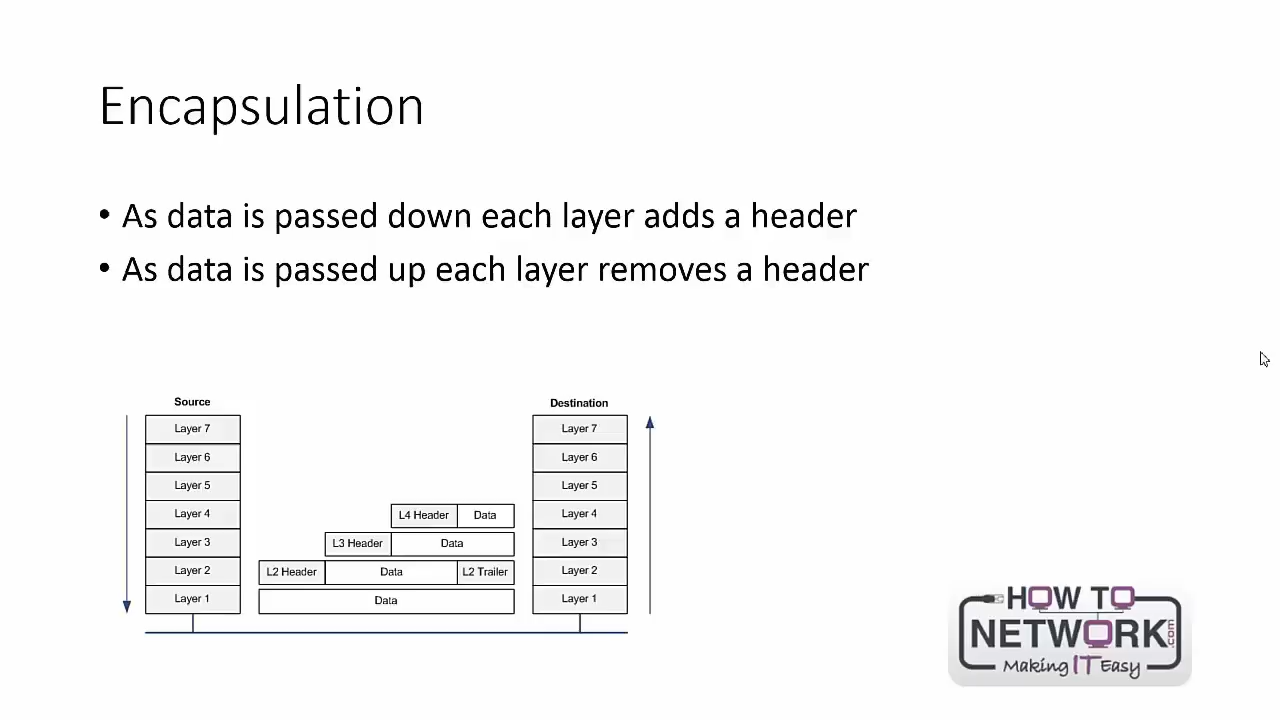 Encapsulation
• As data is passed down each layer adds a header
• As data is passed up each layer removes a header
Source
Destination
Layer 7
Layer 7
Layer 6
Layer 6
Layer 5
Layer 5
Layer 4
L4 Header
Data
Layer 4
Layer 3
L3 Header
Data
Layer 3
Layer 2
L2 Header
Data
L2 Trailer
Layer 2
Layer 1
Data
Layer 1
HOW TO
NETWORK.com
Making IT Easy